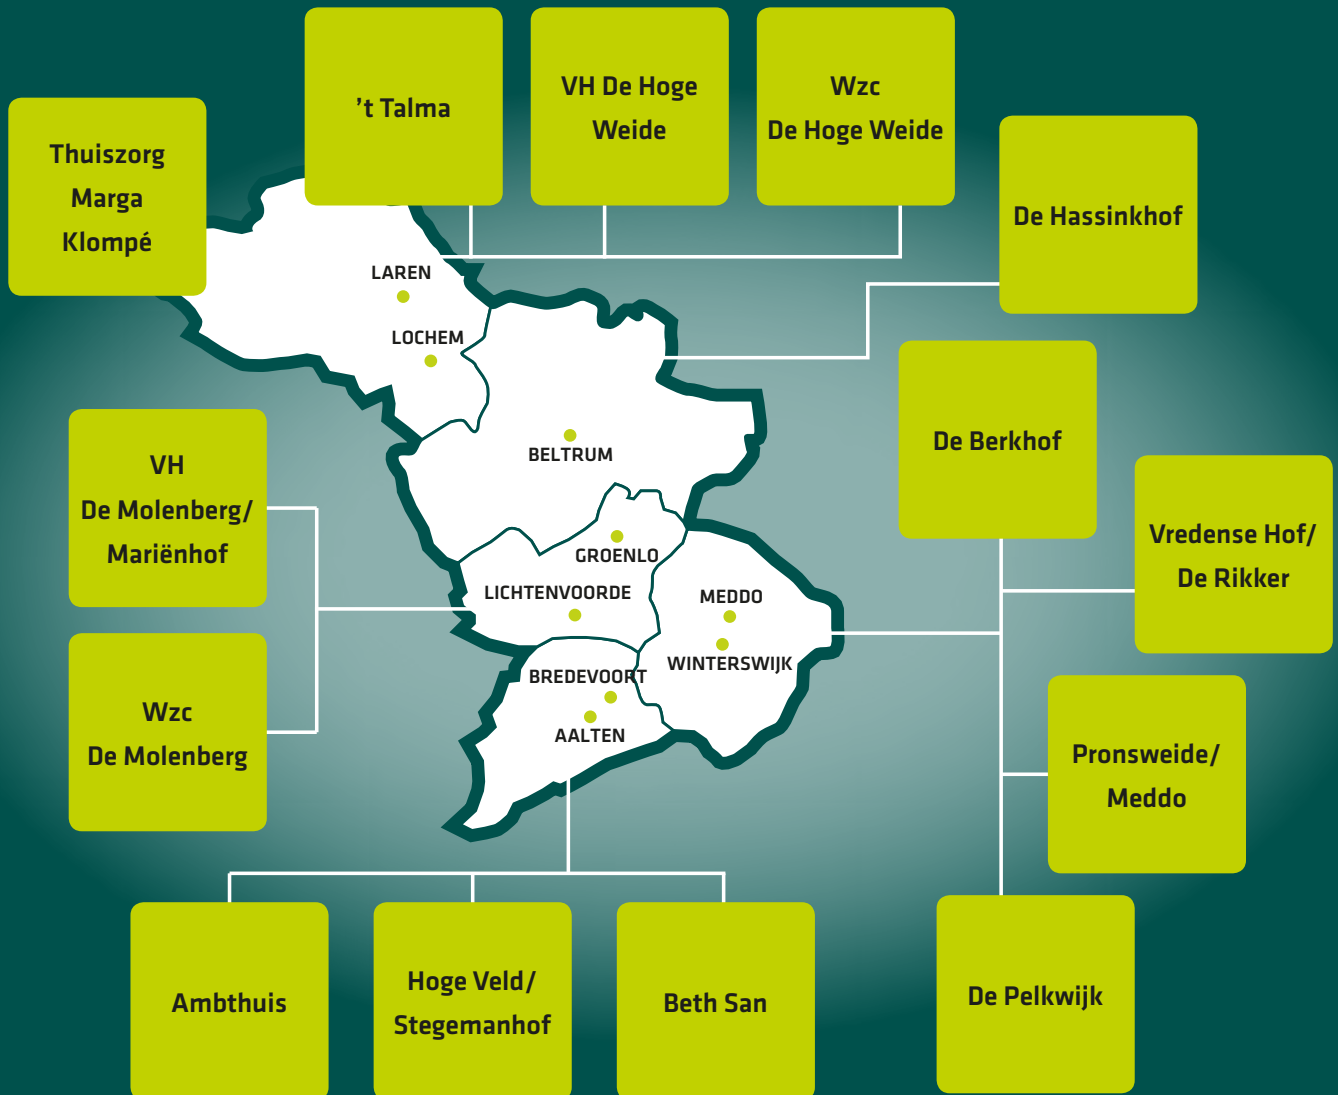 ’t Talma
VH De Hoge
Weide
Wzc
De Hoge Weide
Thuiszorg
Marga
Klompé
De Hassinkhof
LAREN
LOCHEM
BELTRUM
GROENLO
LICHTENVOORDE
MEDDO
WINTERSWIJK
BREDEVOORT
AALTEN
De Berkhof
VH
De Molenberg/
Mariënhof
Vredense Hof/
De Rikker
Wzc
De Molenberg
Pronsweide/
Meddo
Ambthuis
Hoge Veld/
Stegemanhof
Beth San
De Pelkwijk